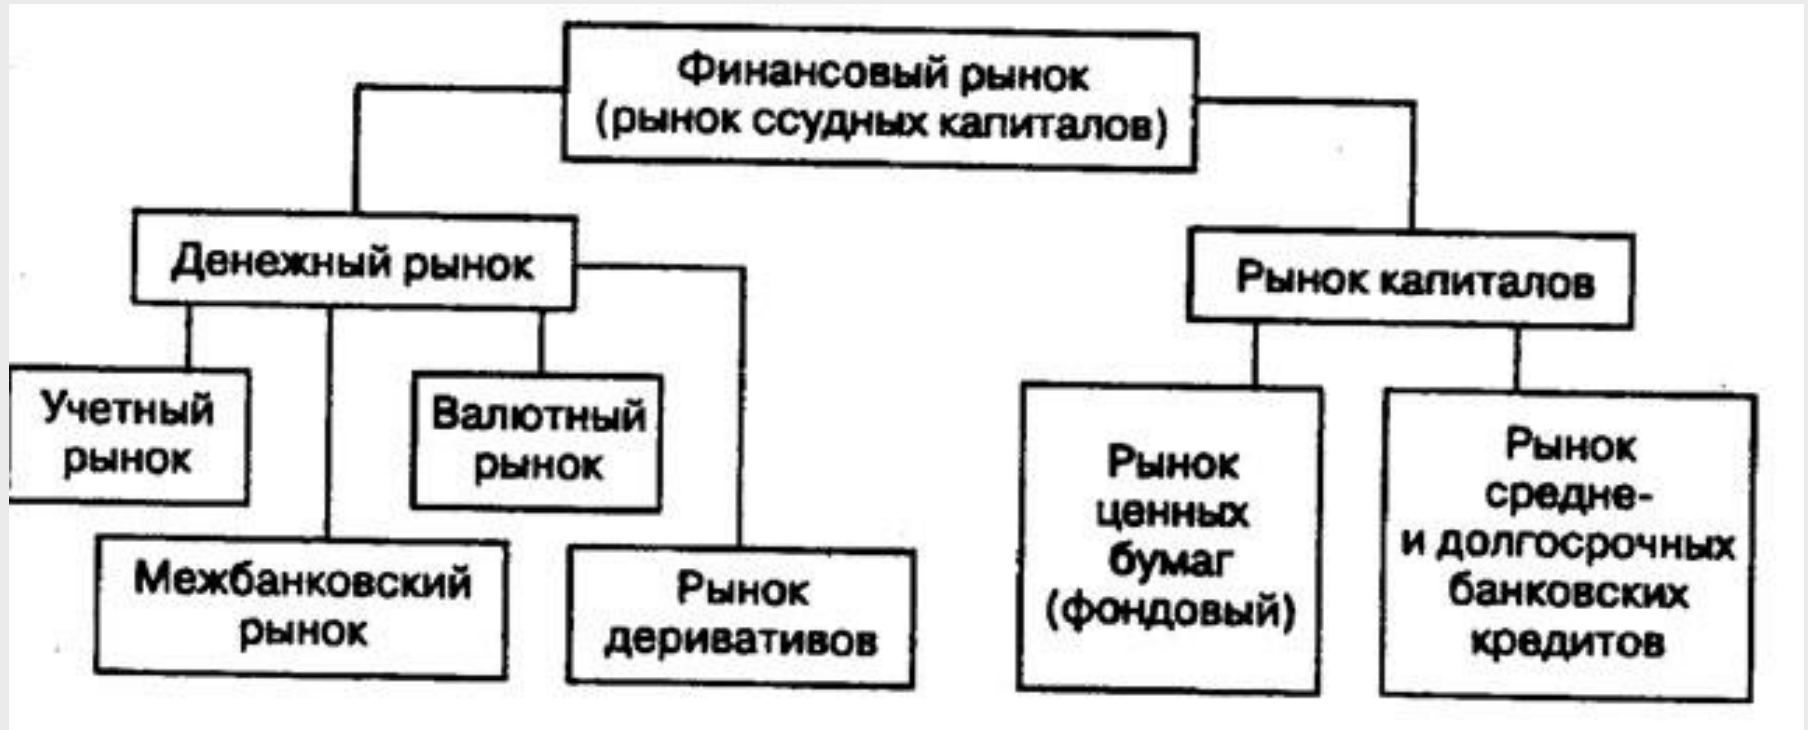 Финансовый рынок
(рынок ссудных капиталов)
Денежный рынок
Рынок капиталов
Учетный
рынок
Валютный
рынок
Межбанковский
рынок
Рынок
деривативов
Рынок
ценных
бумаг
(фондовый)
Рынок
средне-
и долгосрочных
банковских
кредитов